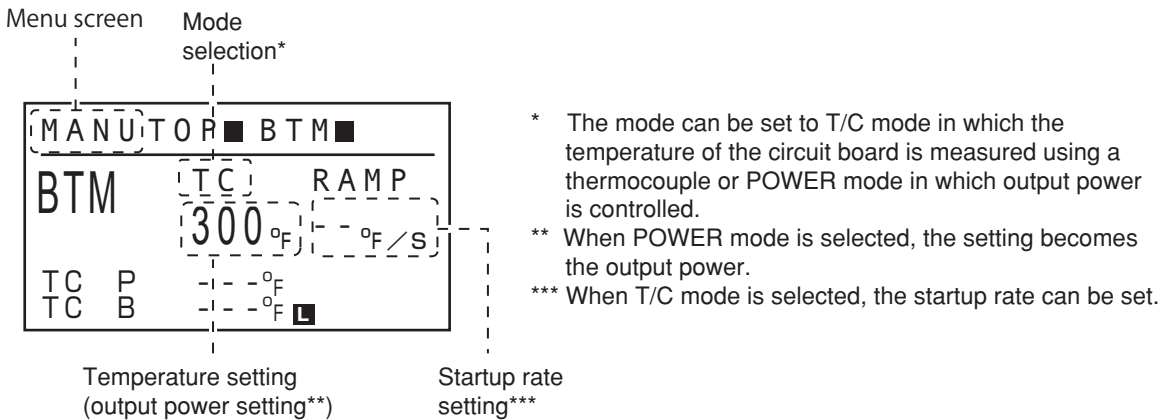 Menu screen
Mode
selection*
MANU TOP■ BTM■
BTM TC RAMP
300°F --°F/S
TC P ---°F
TC B ---°F L
Temperature setting
(output power setting**)
Startup rate
setting***
* The mode can be set to T/C mode in which the
temperature of the circuit board is measured using a
thermocouple or POWER mode in which output power
is controlled.
** When POWER mode is selected, the setting becomes
the output power.
*** When T/C mode is selected, the startup rate can be set.